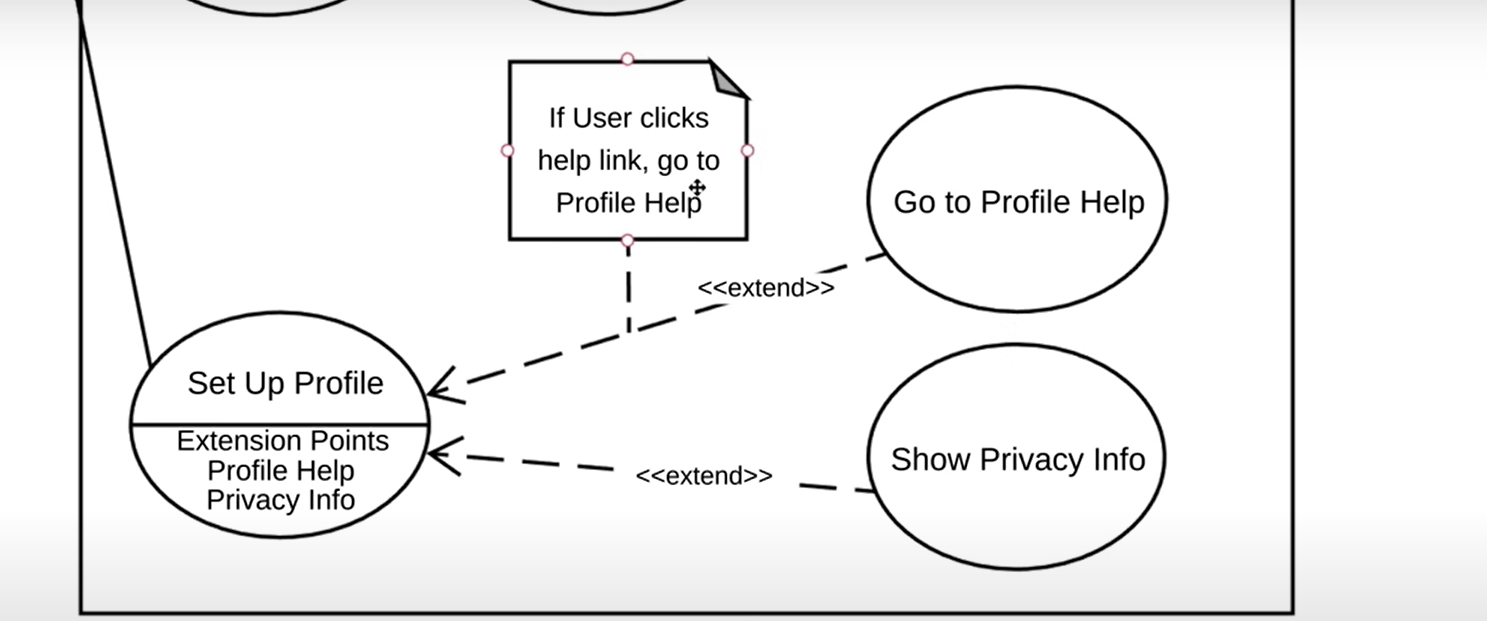 If User clicks
help link, go to
Profile Help
Go to Profile Help
<<extend>>
Set Up Profile
Extension Points
Profile Help
Privacy Info
<<extend>>
Show Privacy Info